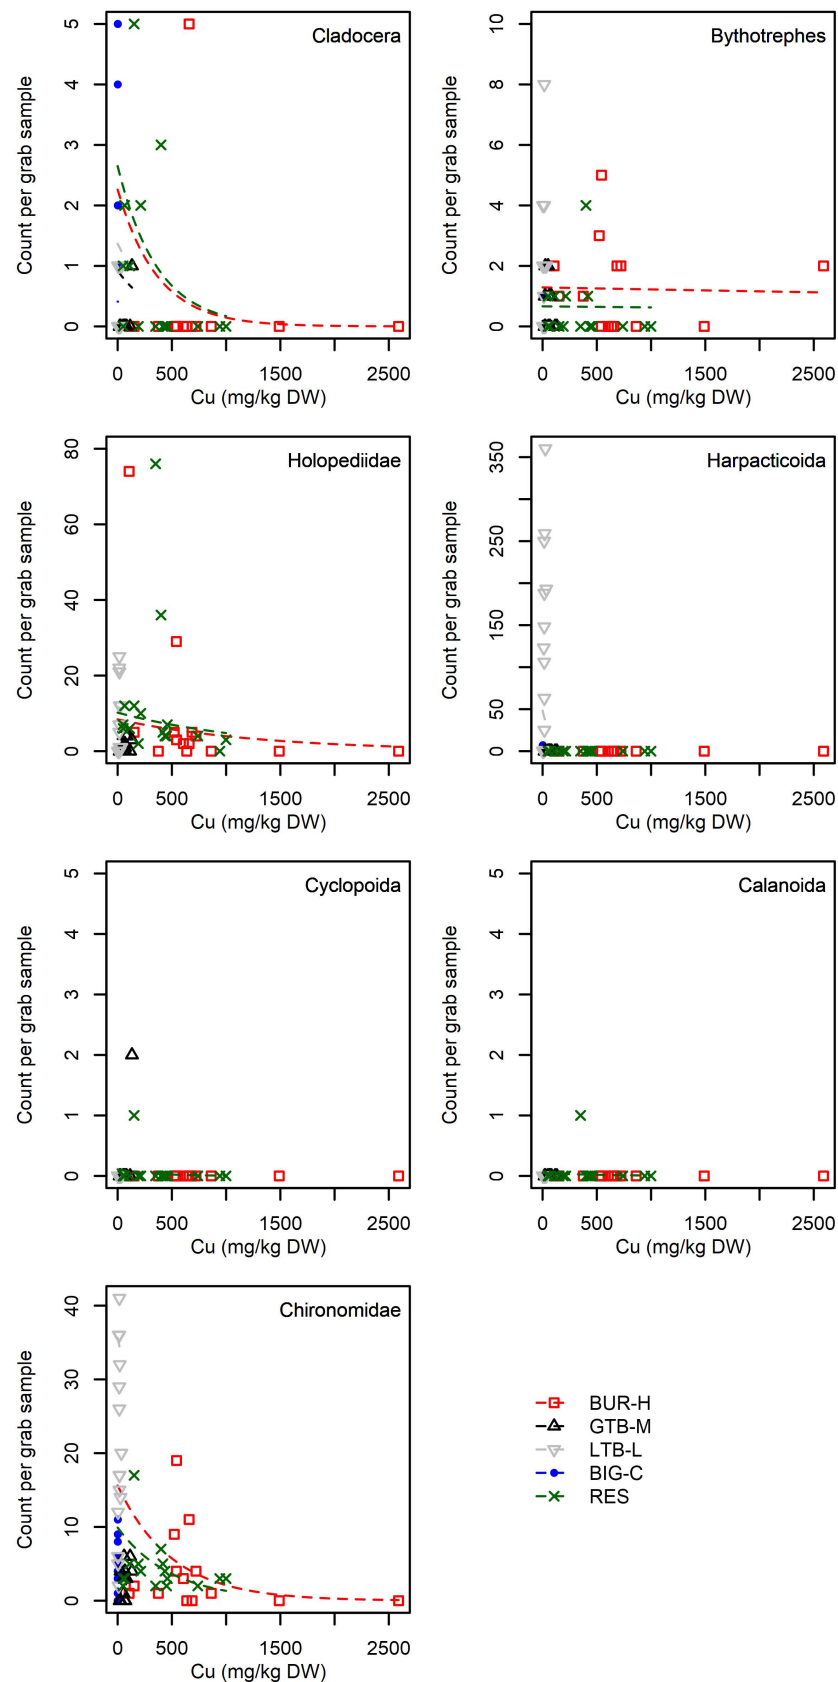 Cladocera
Count per grab sample
5
4
3
2
1
0
0
500
1500
2500
Cu (mg/kg DW)
Bythotrephes
Count per grab sample
10
8
6
4
2
0
0
500
1500
2500
Cu (mg/kg DW)
Holopediidae
Count per grab sample
80
60
40
20
0
0
500
1500
2500
Cu (mg/kg DW)
Harpacticoida
Count per grab sample
350
250
150
50
0
0
500
1500
2500
Cu (mg/kg DW)
Cyclopoida
Count per grab sample
5
4
3
2
1
0
0
500
1500
2500
Cu (mg/kg DW)
Calanoida
Count per grab sample
5
4
3
2
1
0
0
500
1500
2500
Cu (mg/kg DW)
Chironomidae
Count per grab sample
40
30
20
10
0
0
500
1500
2500
Cu (mg/kg DW)
BUR-H
GTB-M
LTB-L
BIG-C
RES